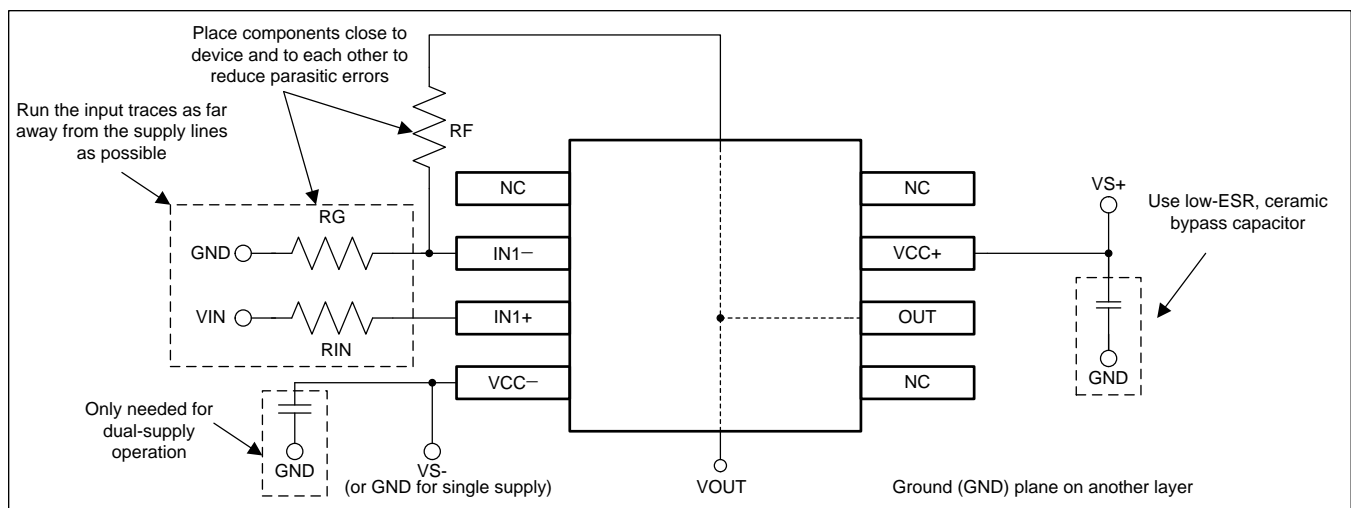 Place components close to
device and to each other to
reduce parasitic errors
Run the input traces as far
away from the supply lines
as possible
RF
NC
NC
VS+
Use low-ESR, ceramic
bypass capacitor
RG
GND
IN1−
VCC+
VIN
IN1+
OUT
RIN
GND
VCC−
NC
Only needed for
dual-supply
operation
GND
VS-
(or GND for single supply)
VOUT
Ground (GND) plane on another layer